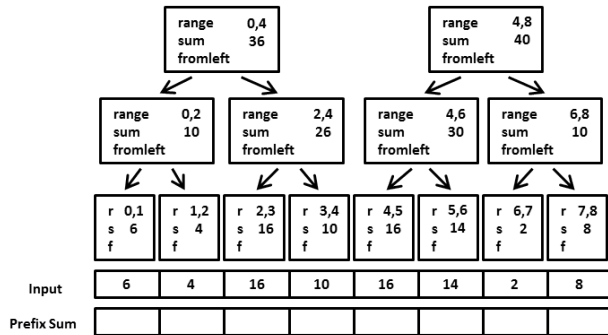 range 0,4
sum 36
fromleft
range 4,8
sum 40
fromleft
range 0,2
sum 10
fromleft
range 2,4
sum 26
fromleft
range 4,6
sum 30
fromleft
range 6,8
sum 10
fromleft
r 0,1
s 6
f
r 1,2
s 4
f
r 2,3
s 16
f
r 3,4
s 10
f
r 4,5
s 16
f
r 5,6
s 14
f
r 6,7
s 2
f
r 7,8
s 8
f
Input 6 4 16 10 16 14 2 8
Prefix Sum